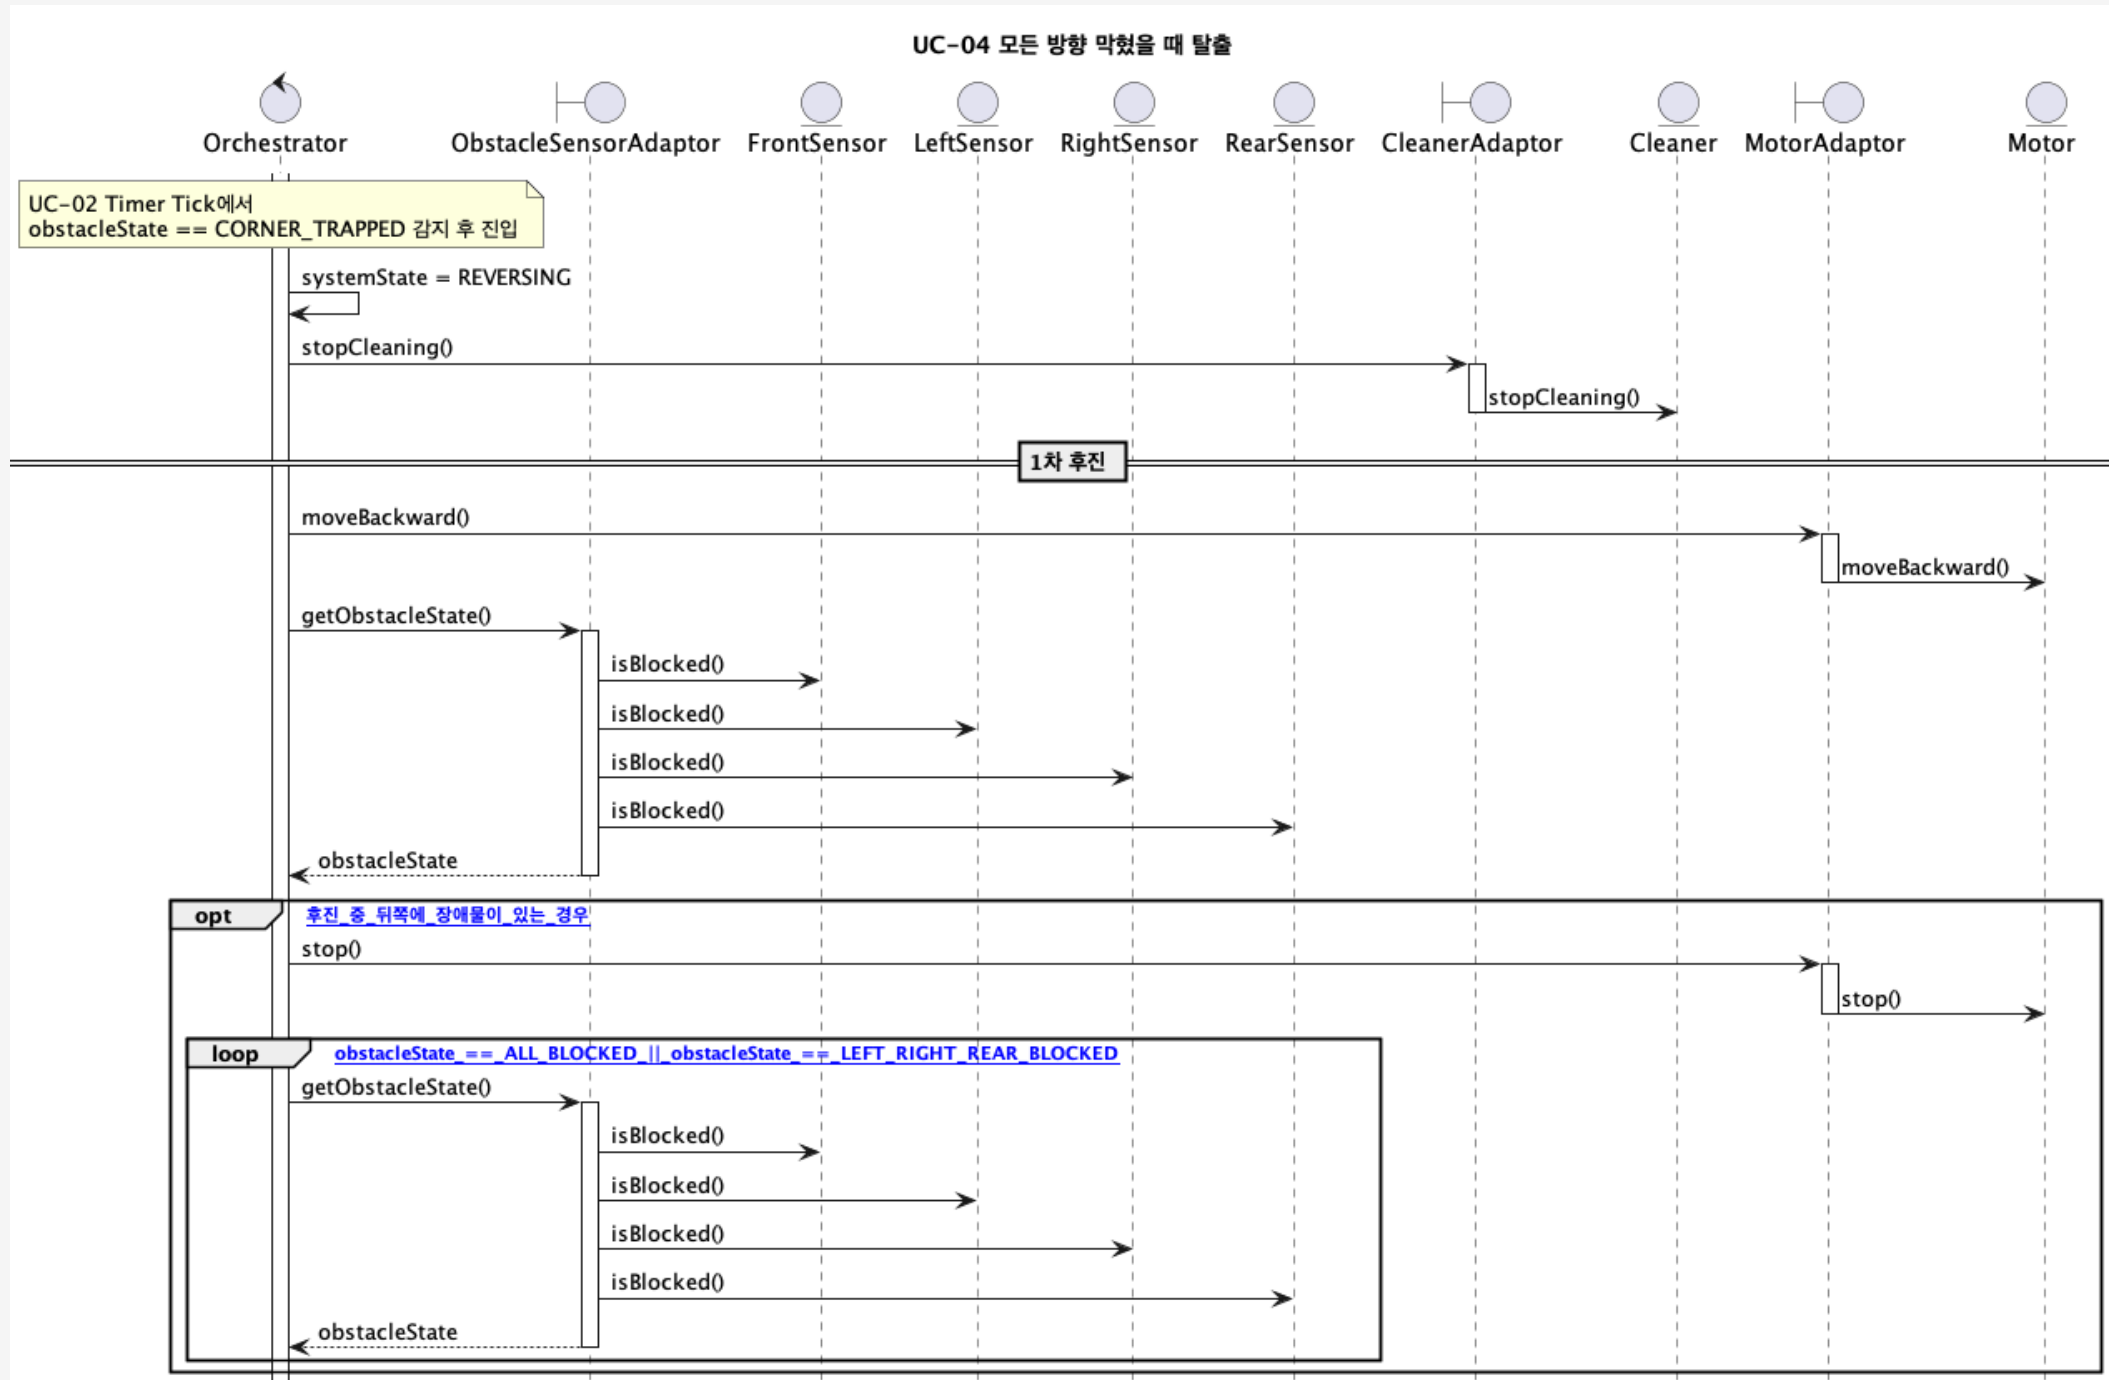 UC-04 모든 방향 막혔을 때 탈출
Orchestrator
ObstacleSensorAdaptor
FrontSensor
LeftSensor
RightSensor
RearSensor
CleanerAdaptor
Cleaner
MotorAdaptor
Motor
UC-02 Timer Tick에서
obstacleState == CORNER_TRAPPED 감지 후 진입
systemState = REVERSING
stopCleaning()
stopCleaning()
1차 후진
moveBackward()
moveBackward()
getObstacleState()
isBlocked()
isBlocked()
isBlocked()
isBlocked()
obstacleState
opt
후진_중_뒤쪽에_장애물이_있는_경우
stop()
stop()
loop
obstacleState_==_ALL_BLOCKED_||_obstacleState_==_LEFT_RIGHT_REAR_BLOCKED
getObstacleState()
isBlocked()
isBlocked()
isBlocked()
isBlocked()
obstacleState